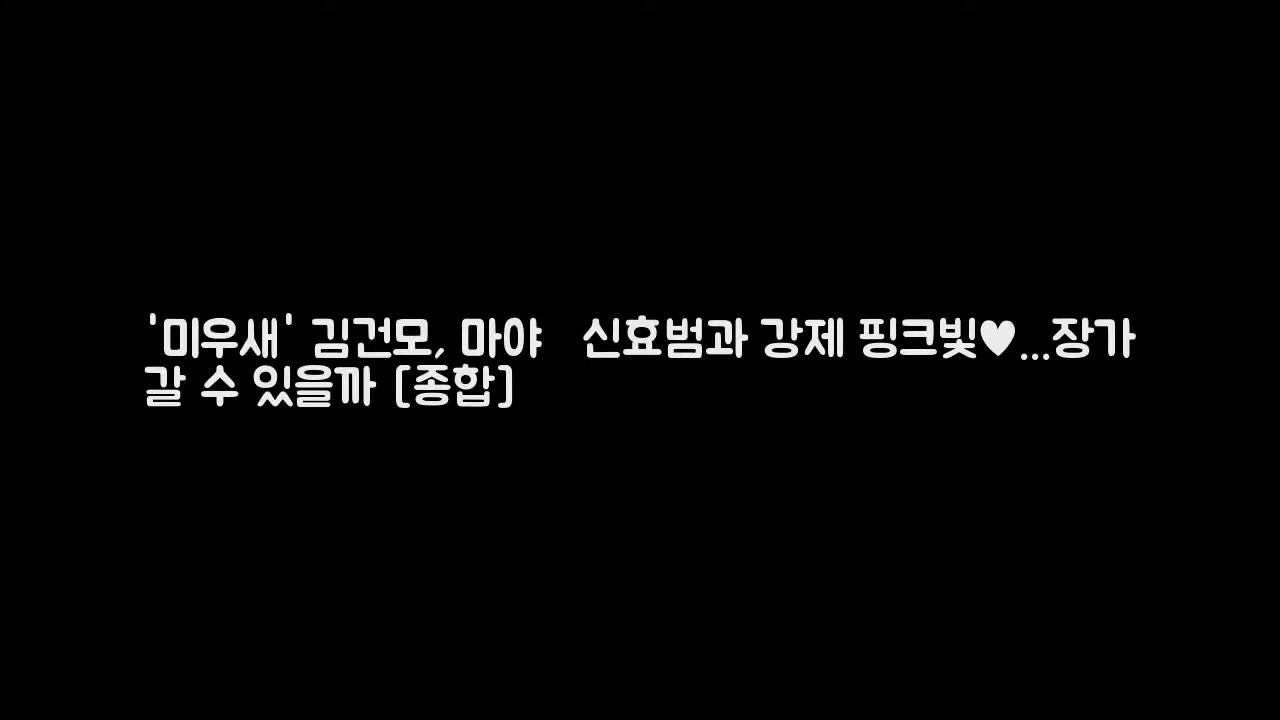 '미우새' 김건모, 마야  신효범과 강제 핑크빛♥...장가
갈 수 있을까 [종합]